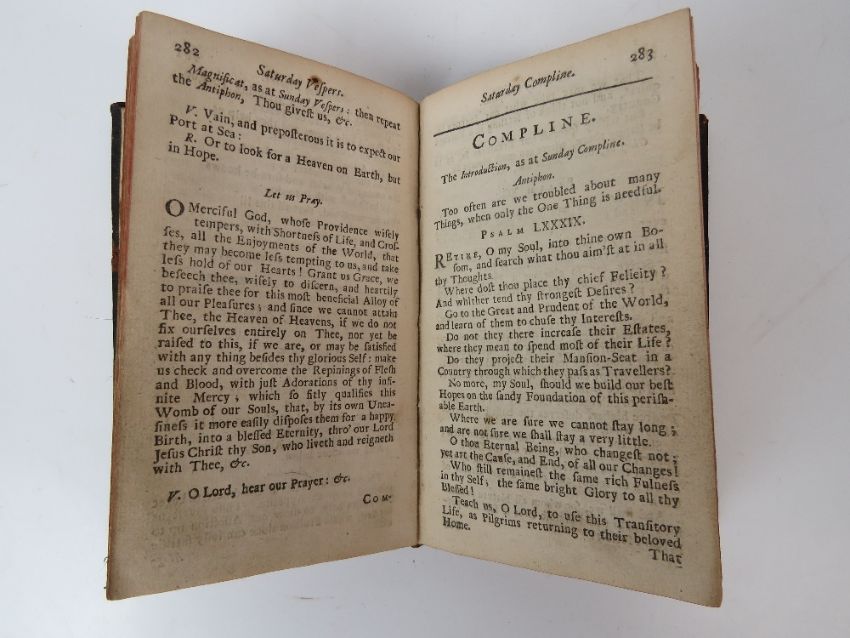 282
Saturday Veſpers.
Magnificat, as at Sunday Veſpers: then repeat
the Antiphon, Thou giveſt us, &c.
V. Vain, and prepoſterous it is to expect our
Port at Sea:
R. Or to look for a Heaven on Earth, but
in Hope.
Let us Pray.
O Merciful God, whoſe Providence wiſely
tempers, with Shortneſs of Life, and Croſ-
ſes, all the Enjoyments of the World, that
they may become leſs tempting to us, and take
leſs hold of our Hearts! Grant us Grace, we
beſeech thee, wiſely to diſcern, and heartily
to praiſe thee for this moſt beneficial Alloy of
all our Pleaſures; and ſince we cannot attain
Thee, the Heaven of Heavens, if we do not
fix ourſelves entirely on Thee, nor yet be
raiſed to this, if we are, or may be ſatisfied
with any thing beſides thy glorious Self: make
us check and overcome the Repinings of Fleſh
and Blood, with juſt Adorations of thy infi-
nite Mercy; which ſo fitly qualifies this
Womb of our Souls, that, by its own Unea-
ſineſs it more eaſily diſpoſes them for a happy
Birth, into a bleſſed Eternity, thro' our Lord
Jesus Chriſt thy Son, who liveth and reigneth
with Thee, &c.
V. O Lord, hear our Prayer: &c.
COM-
Saturday Compline.
283
COMPLINE.
The Introduction, as at Sunday Compline.
Antiphon.
Too often are we troubled about many
Things, when only the One Thing is needful.
PSALM LXXXIX.
RETIRE, O my Soul, into thine own Bo-
ſom, and ſearch what thou aim'ſt at in all
thy Thoughts.
Where doſt thou place thy chief Felicity?
And whither tend thy ſtrongeſt Deſires?
Go to the Great and Prudent of the World,
and learn of them to chuſe thy Intereſts.
Do not they there increaſe their Eſtates,
where they mean to ſpend moſt of their Life?
Do they project their Manſion-Seat in a
Country through which they paſs as Travellers?
No more, my Soul, ſhould we build our beſt
Hopes on the ſandy Foundation of this periſh-
able Earth.
Where we are ſure we cannot ſtay long;
and are not ſure we ſhall ſtay a very little.
O thou Eternal Being, who changeſt not;
yet art the Cauſe, and End, of all our Changes!
Who ſtill remaineſt the ſame rich Fulneſs
in thy Self; the ſame bright Glory to all thy
Bleſſed!
Teach us, O Lord, to uſe this Tranſitory
Life, as Pilgrims returning to their beloved
Home.
That